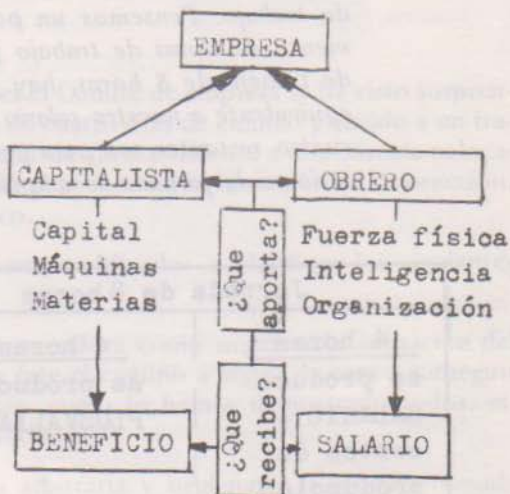 EMPRESA
CAPITALISTA
OBRERO
Capital
Máquinas
Materias
¿Que
aporta?
Fuerza física
Inteligencia
Organización
BENEFICIO
¿Que
recibe?
SALARIO